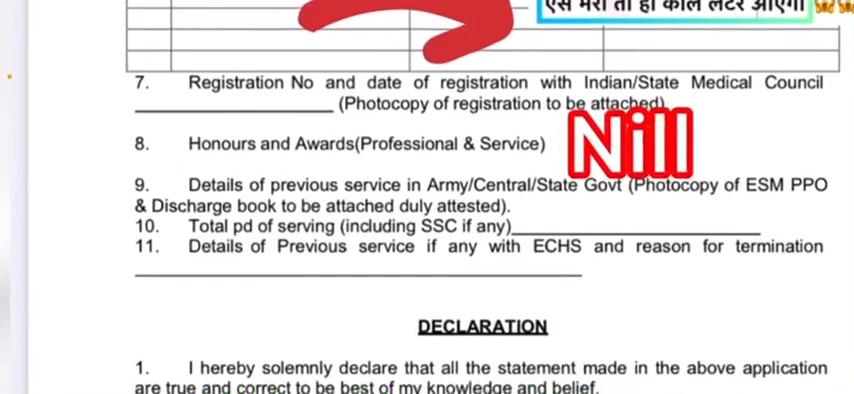 ऐसे भरो तो ही कॉल लेटर आएगा
7. Registration No and date of registration with Indian/State Medical Council
____________________ (Photocopy of registration to be attached)
8. Honours and Awards(Professional & Service) Nill
9. Details of previous service in Army/Central/State Govt (Photocopy of ESM PPO
& Discharge book to be attached duly attested).
10. Total pd of serving (including SSC if any)_________________________
11. Details of Previous service if any with ECHS and reason for termination
_____________________________________________
DECLARATION
1. I hereby solemnly declare that all the statement made in the above application
are true and correct to be best of my knowledge and belief.